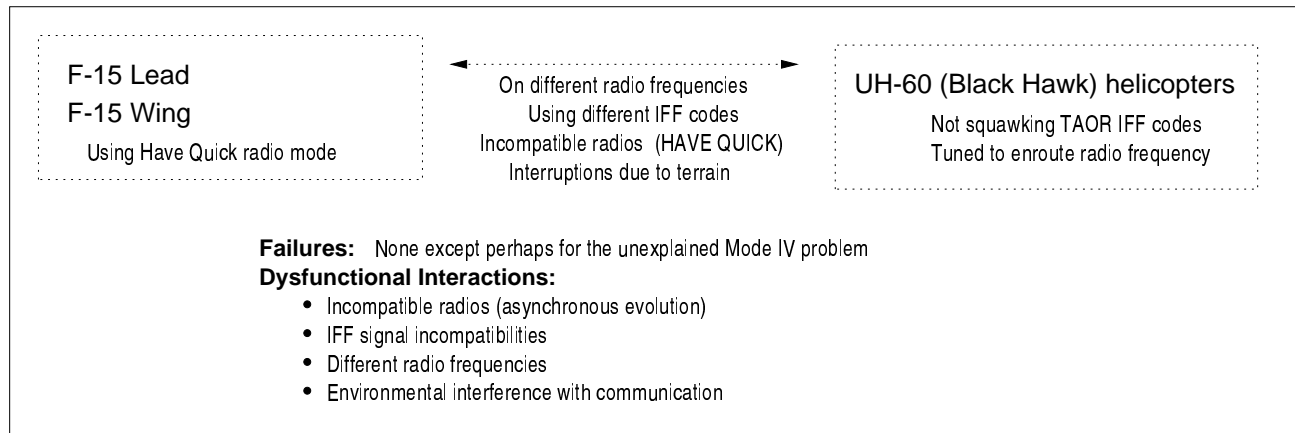 F-15 Lead
F-15 Wing
Using Have Quick radio mode
On different radio frequencies
Using different IFF codes
Incompatible radios (HAVE QUICK)
Interruptions due to terrain
UH-60 (Black Hawk) helicopters
Not squawking TAOR IFF codes
Tuned to enroute radio frequency
Failures: None except perhaps for the unexplained Mode IV problem
Dysfunctional Interactions:
• Incompatible radios (asynchronous evolution)
• IFF signal incompatibilities
• Different radio frequencies
• Environmental interference with communication